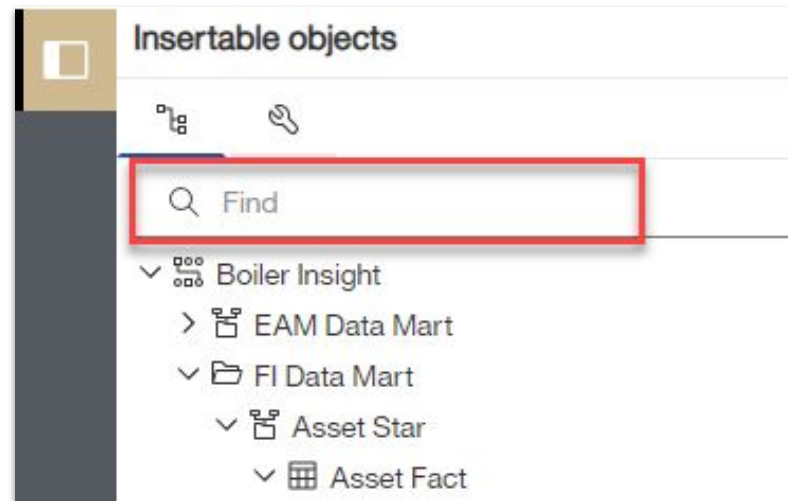 Insertable objects
Find
Boiler Insight
EAM Data Mart
FI Data Mart
Asset Star
Asset Fact